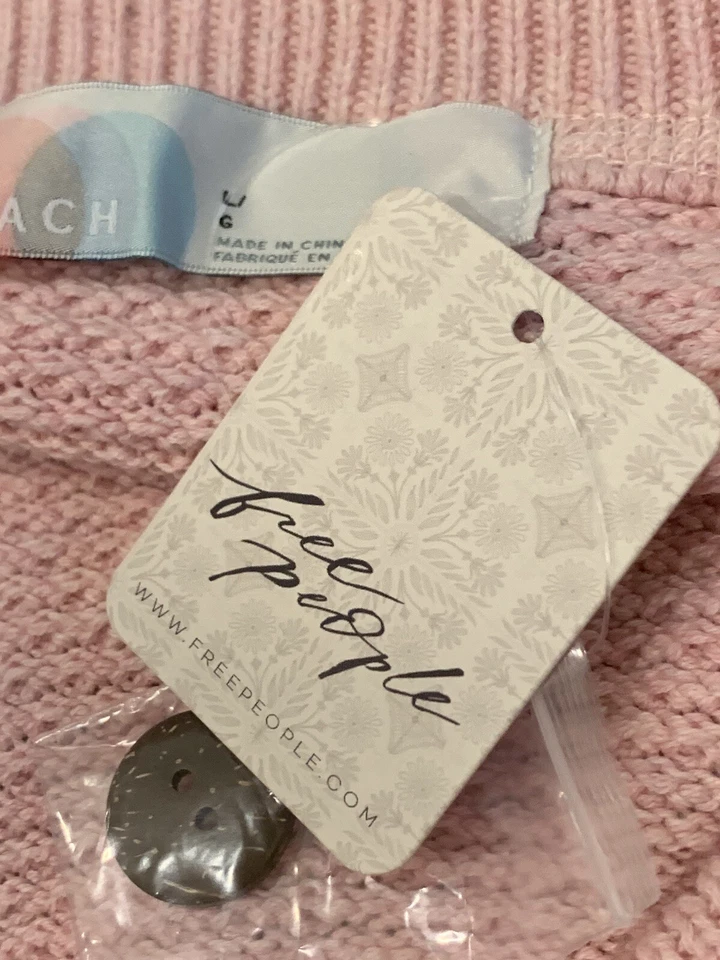 ACH
L
G
MADE IN CHIN
FABRIQUÉ EN
free
people
WWW.FREEPEOPLE.COM